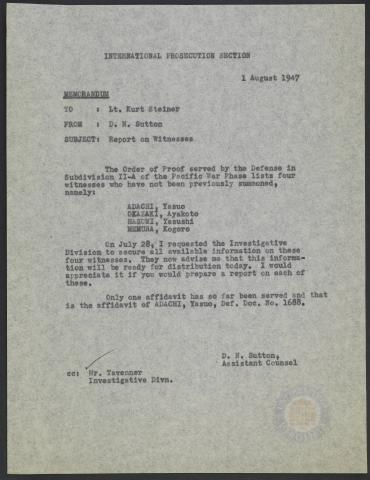 INTERNATIONAL PROSECUTION SECTION
1 August 1947
MEMORANDUM
TO : Lt. Kurt Steiner
FROM : D. N. Sutton
SUBJECT: Report on Witnesses
The Order of Proof served by the Defense in
Subdivision II-A of the Pacific War Phase lists four
witnesses who have not been previously summoned,
namely:
ADACHI, Yasuo
OKAZAKI, Ayakoto
HASUMI, Yasushi
MEMURA, Kogoro
On July 28, I requested the Investigative
Division to secure all available information on these
four witnesses. They now advise me that this informa-
tion will be ready for distribution today. I would
appreciate it if you would prepare a report on each of
these.
Only one affidavit has so far been served and that
is the affidavit of ADACHI, Yasuo, Def. Doc. No. 1688.
D. N. Sutton,
Assistant Counsel
cc: Mr. Tavenner
Investigative Divn.